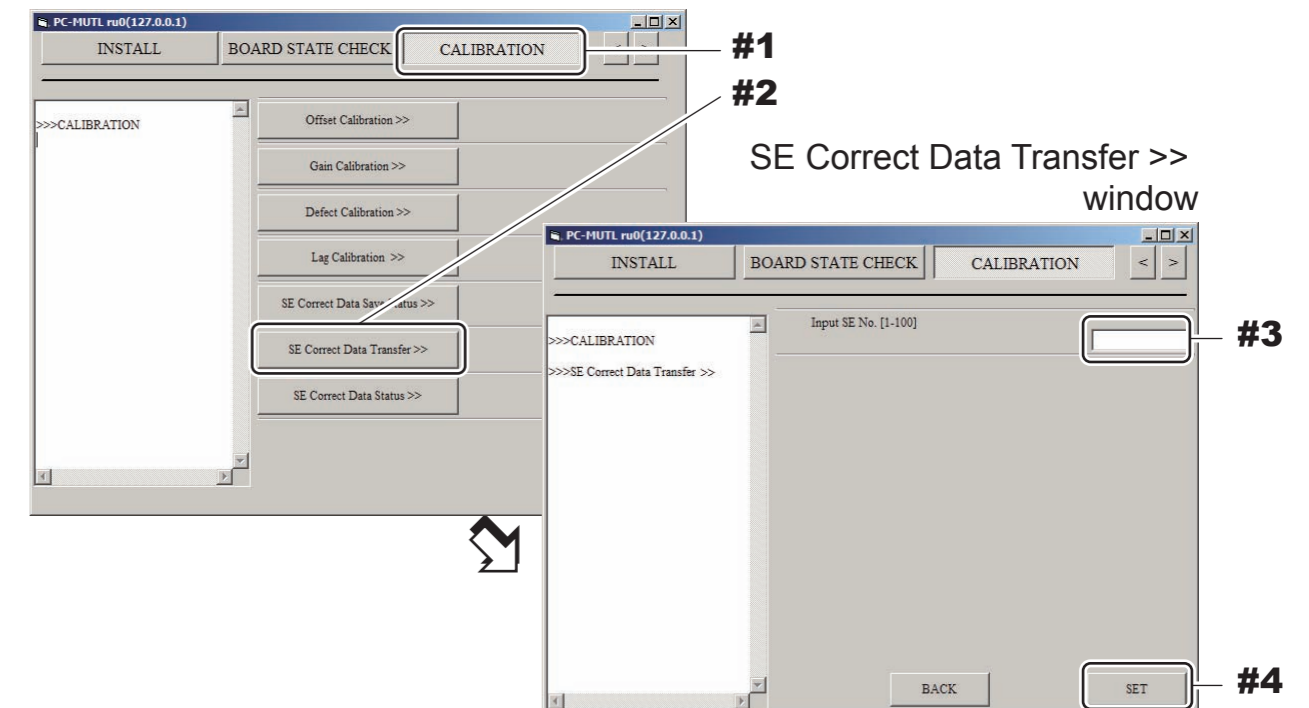 PC-MUTL ru0(127.0.0.1)
INSTALL
BOARD STATE CHECK
CALIBRATION
< >
#1
#2
>>>CALIBRATION
Offset Calibration >>
Gain Calibration >>
Defect Calibration >>
Lag Calibration >>
SE Correct Data Save Status >>
SE Correct Data Transfer >>
SE Correct Data Status >>
SE Correct Data Transfer >>
window
PC-MUTL ru0(127.0.0.1)
INSTALL
BOARD STATE CHECK
CALIBRATION
< >
>>>CALIBRATION
>>>SE Correct Data Transfer >>
Input SE No. [1-100]
#3
BACK
SET
#4